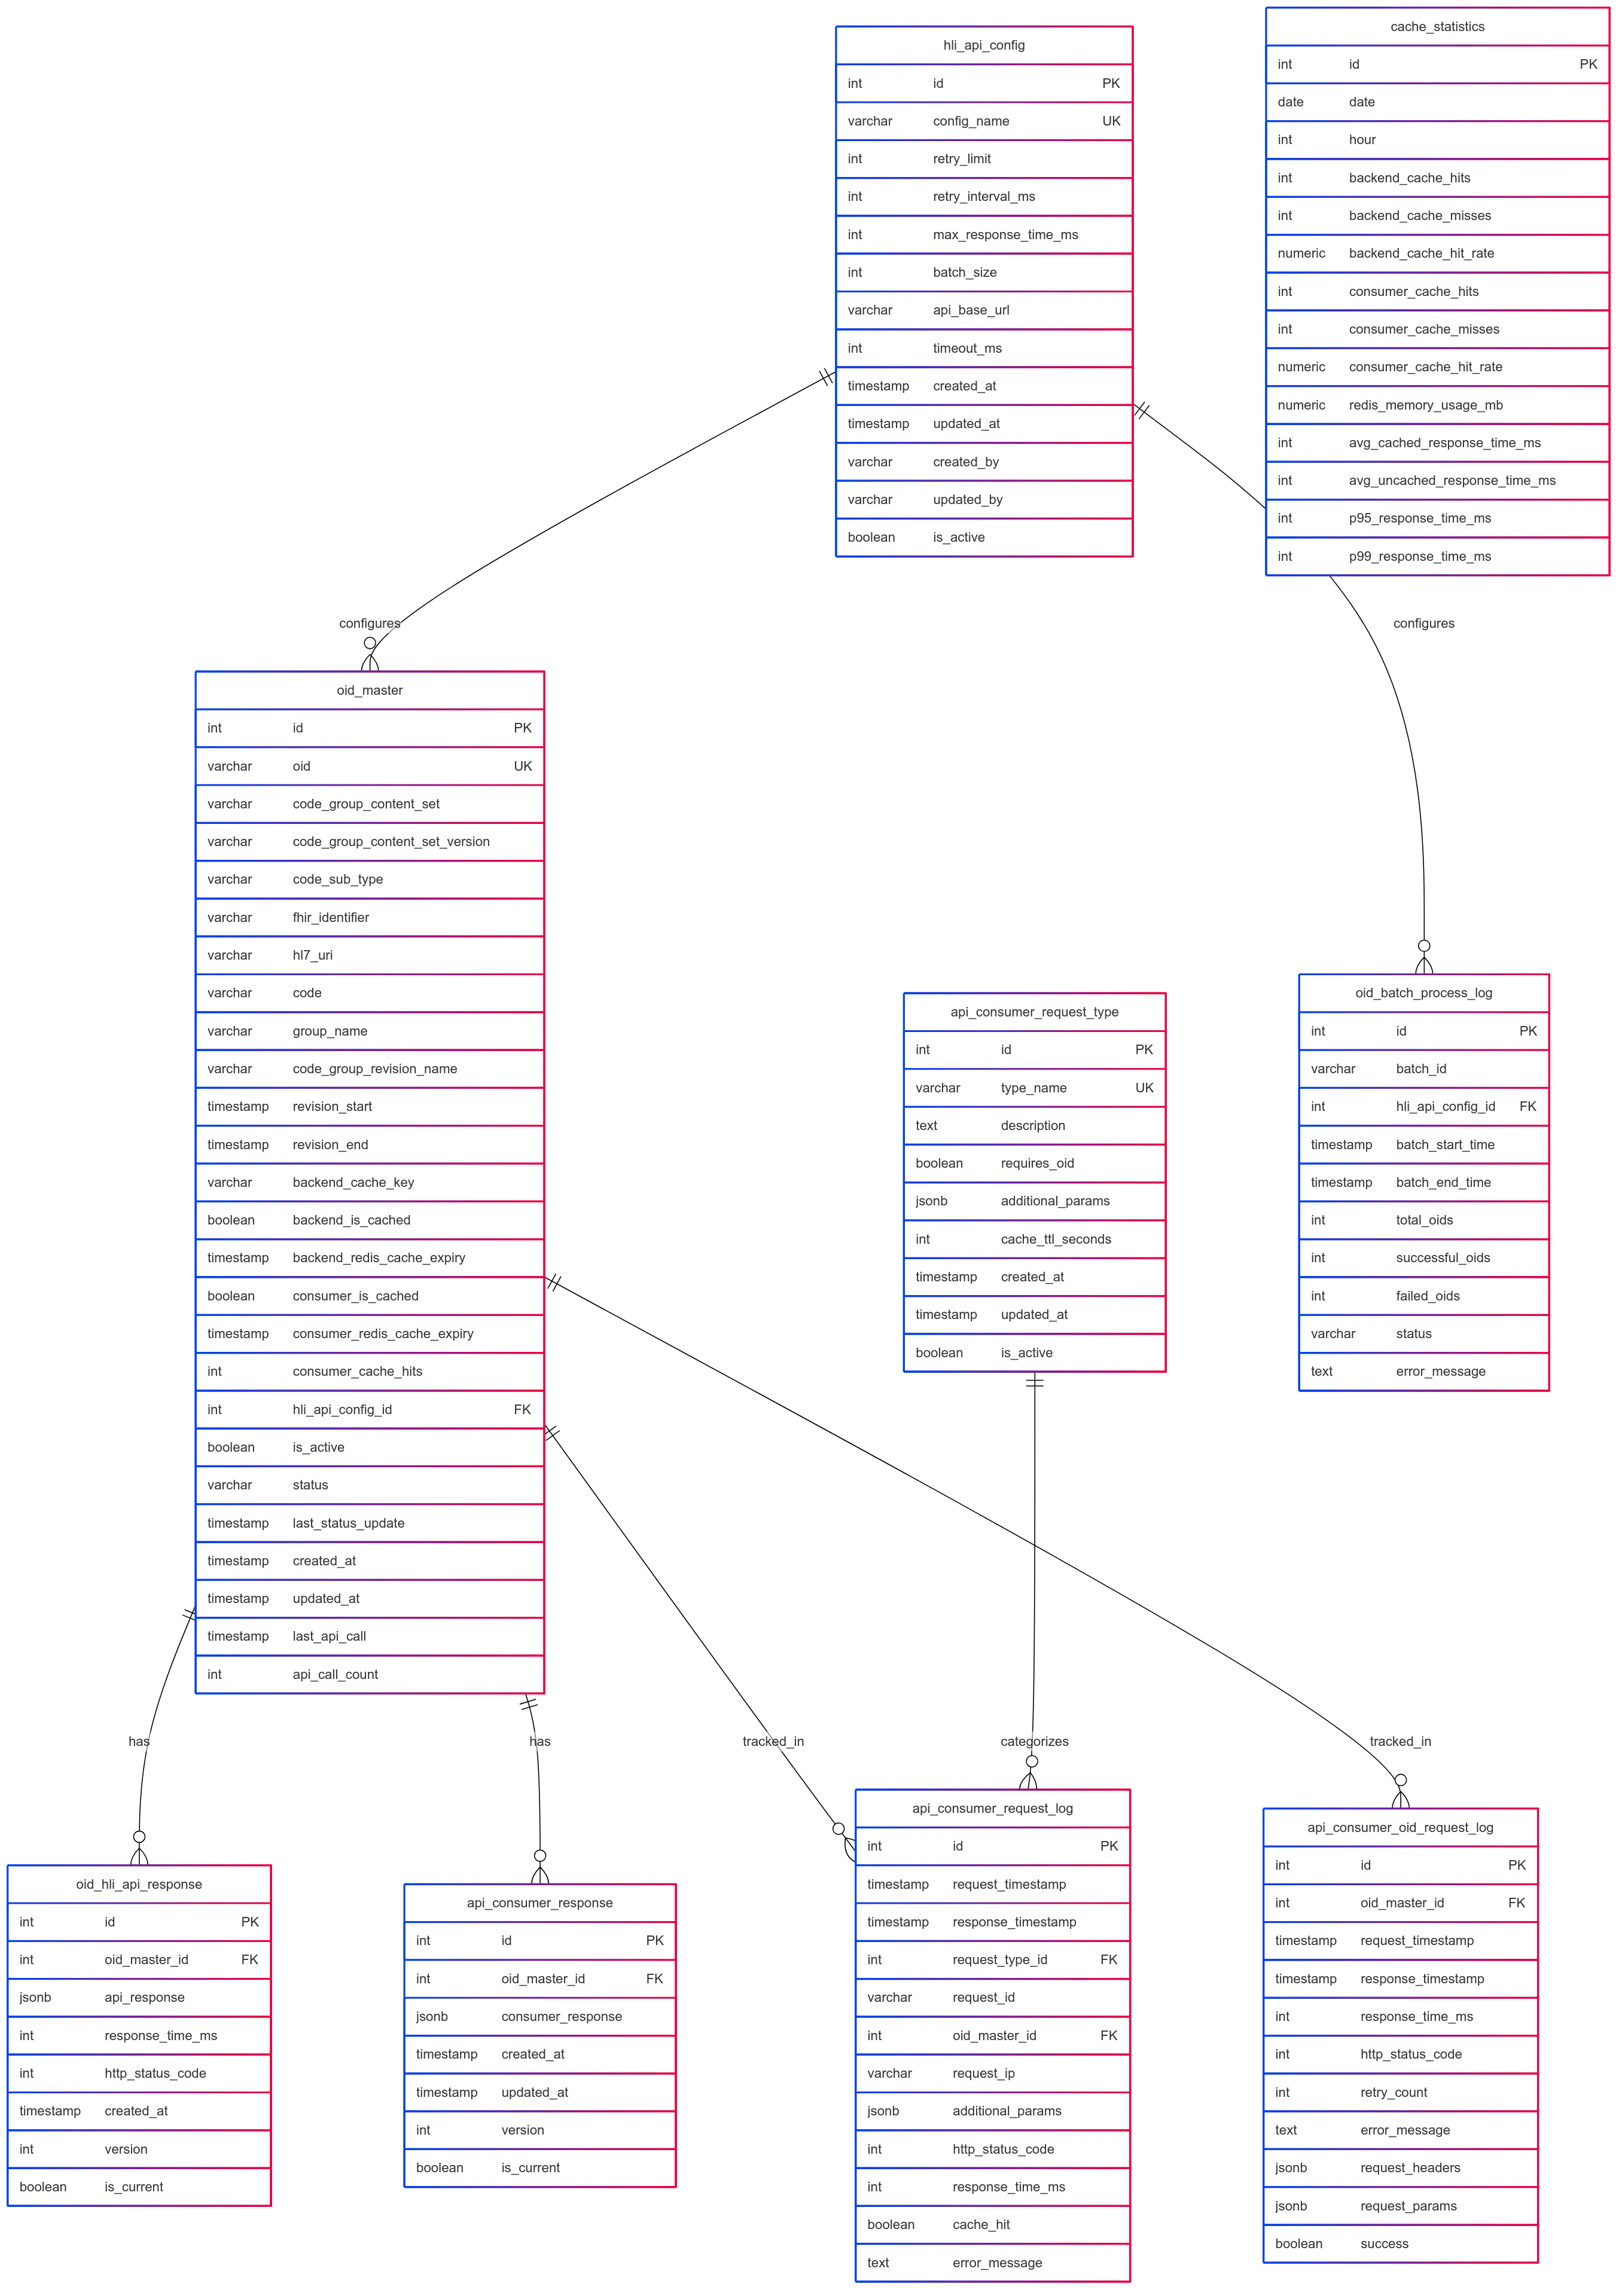 hli_api_config
int id PK
varchar config_name UK
int retry_limit
int retry_interval_ms
int max_response_time_ms
int batch_size
varchar api_base_url
int timeout_ms
timestamp created_at
timestamp updated_at
varchar created_by
varchar updated_by
boolean is_active
cache_statistics
int id PK
date date
int hour
int backend_cache_hits
int backend_cache_misses
numeric backend_cache_hit_rate
int consumer_cache_hits
int consumer_cache_misses
numeric consumer_cache_hit_rate
numeric redis_memory_usage_mb
int avg_cached_response_time_ms
int avg_uncached_response_time_ms
int p95_response_time_ms
int p99_response_time_ms
configures
configures
oid_master
int id PK
varchar oid UK
varchar code_group_content_set
varchar code_group_content_set_version
varchar code_sub_type
varchar fhir_identifier
varchar hl7_uri
varchar code
varchar group_name
varchar code_group_revision_name
timestamp revision_start
timestamp revision_end
varchar backend_cache_key
boolean backend_is_cached
timestamp backend_redis_cache_expiry
boolean consumer_is_cached
timestamp consumer_redis_cache_expiry
int consumer_cache_hits
int hli_api_config_id FK
boolean is_active
varchar status
timestamp last_status_update
timestamp created_at
timestamp updated_at
timestamp last_api_call
int api_call_count
api_consumer_request_type
int id PK
varchar type_name UK
text description
boolean requires_oid
jsonb additional_params
int cache_ttl_seconds
timestamp created_at
timestamp updated_at
boolean is_active
oid_batch_process_log
int id PK
varchar batch_id
int hli_api_config_id FK
timestamp batch_start_time
timestamp batch_end_time
int total_oids
int successful_oids
int failed_oids
varchar status
text error_message
has
has
tracked_in
categorizes
tracked_in
oid_hli_api_response
int id PK
int oid_master_id FK
jsonb api_response
int response_time_ms
int http_status_code
timestamp created_at
int version
boolean is_current
api_consumer_response
int id PK
int oid_master_id FK
jsonb consumer_response
timestamp created_at
timestamp updated_at
int version
boolean is_current
api_consumer_request_log
int id PK
timestamp request_timestamp
timestamp response_timestamp
int request_type_id FK
varchar request_id
int oid_master_id FK
varchar request_ip
jsonb additional_params
int http_status_code
int response_time_ms
boolean cache_hit
text error_message
api_consumer_oid_request_log
int id PK
int oid_master_id FK
timestamp request_timestamp
timestamp response_timestamp
int response_time_ms
int http_status_code
int retry_count
text error_message
jsonb request_headers
jsonb request_params
boolean success